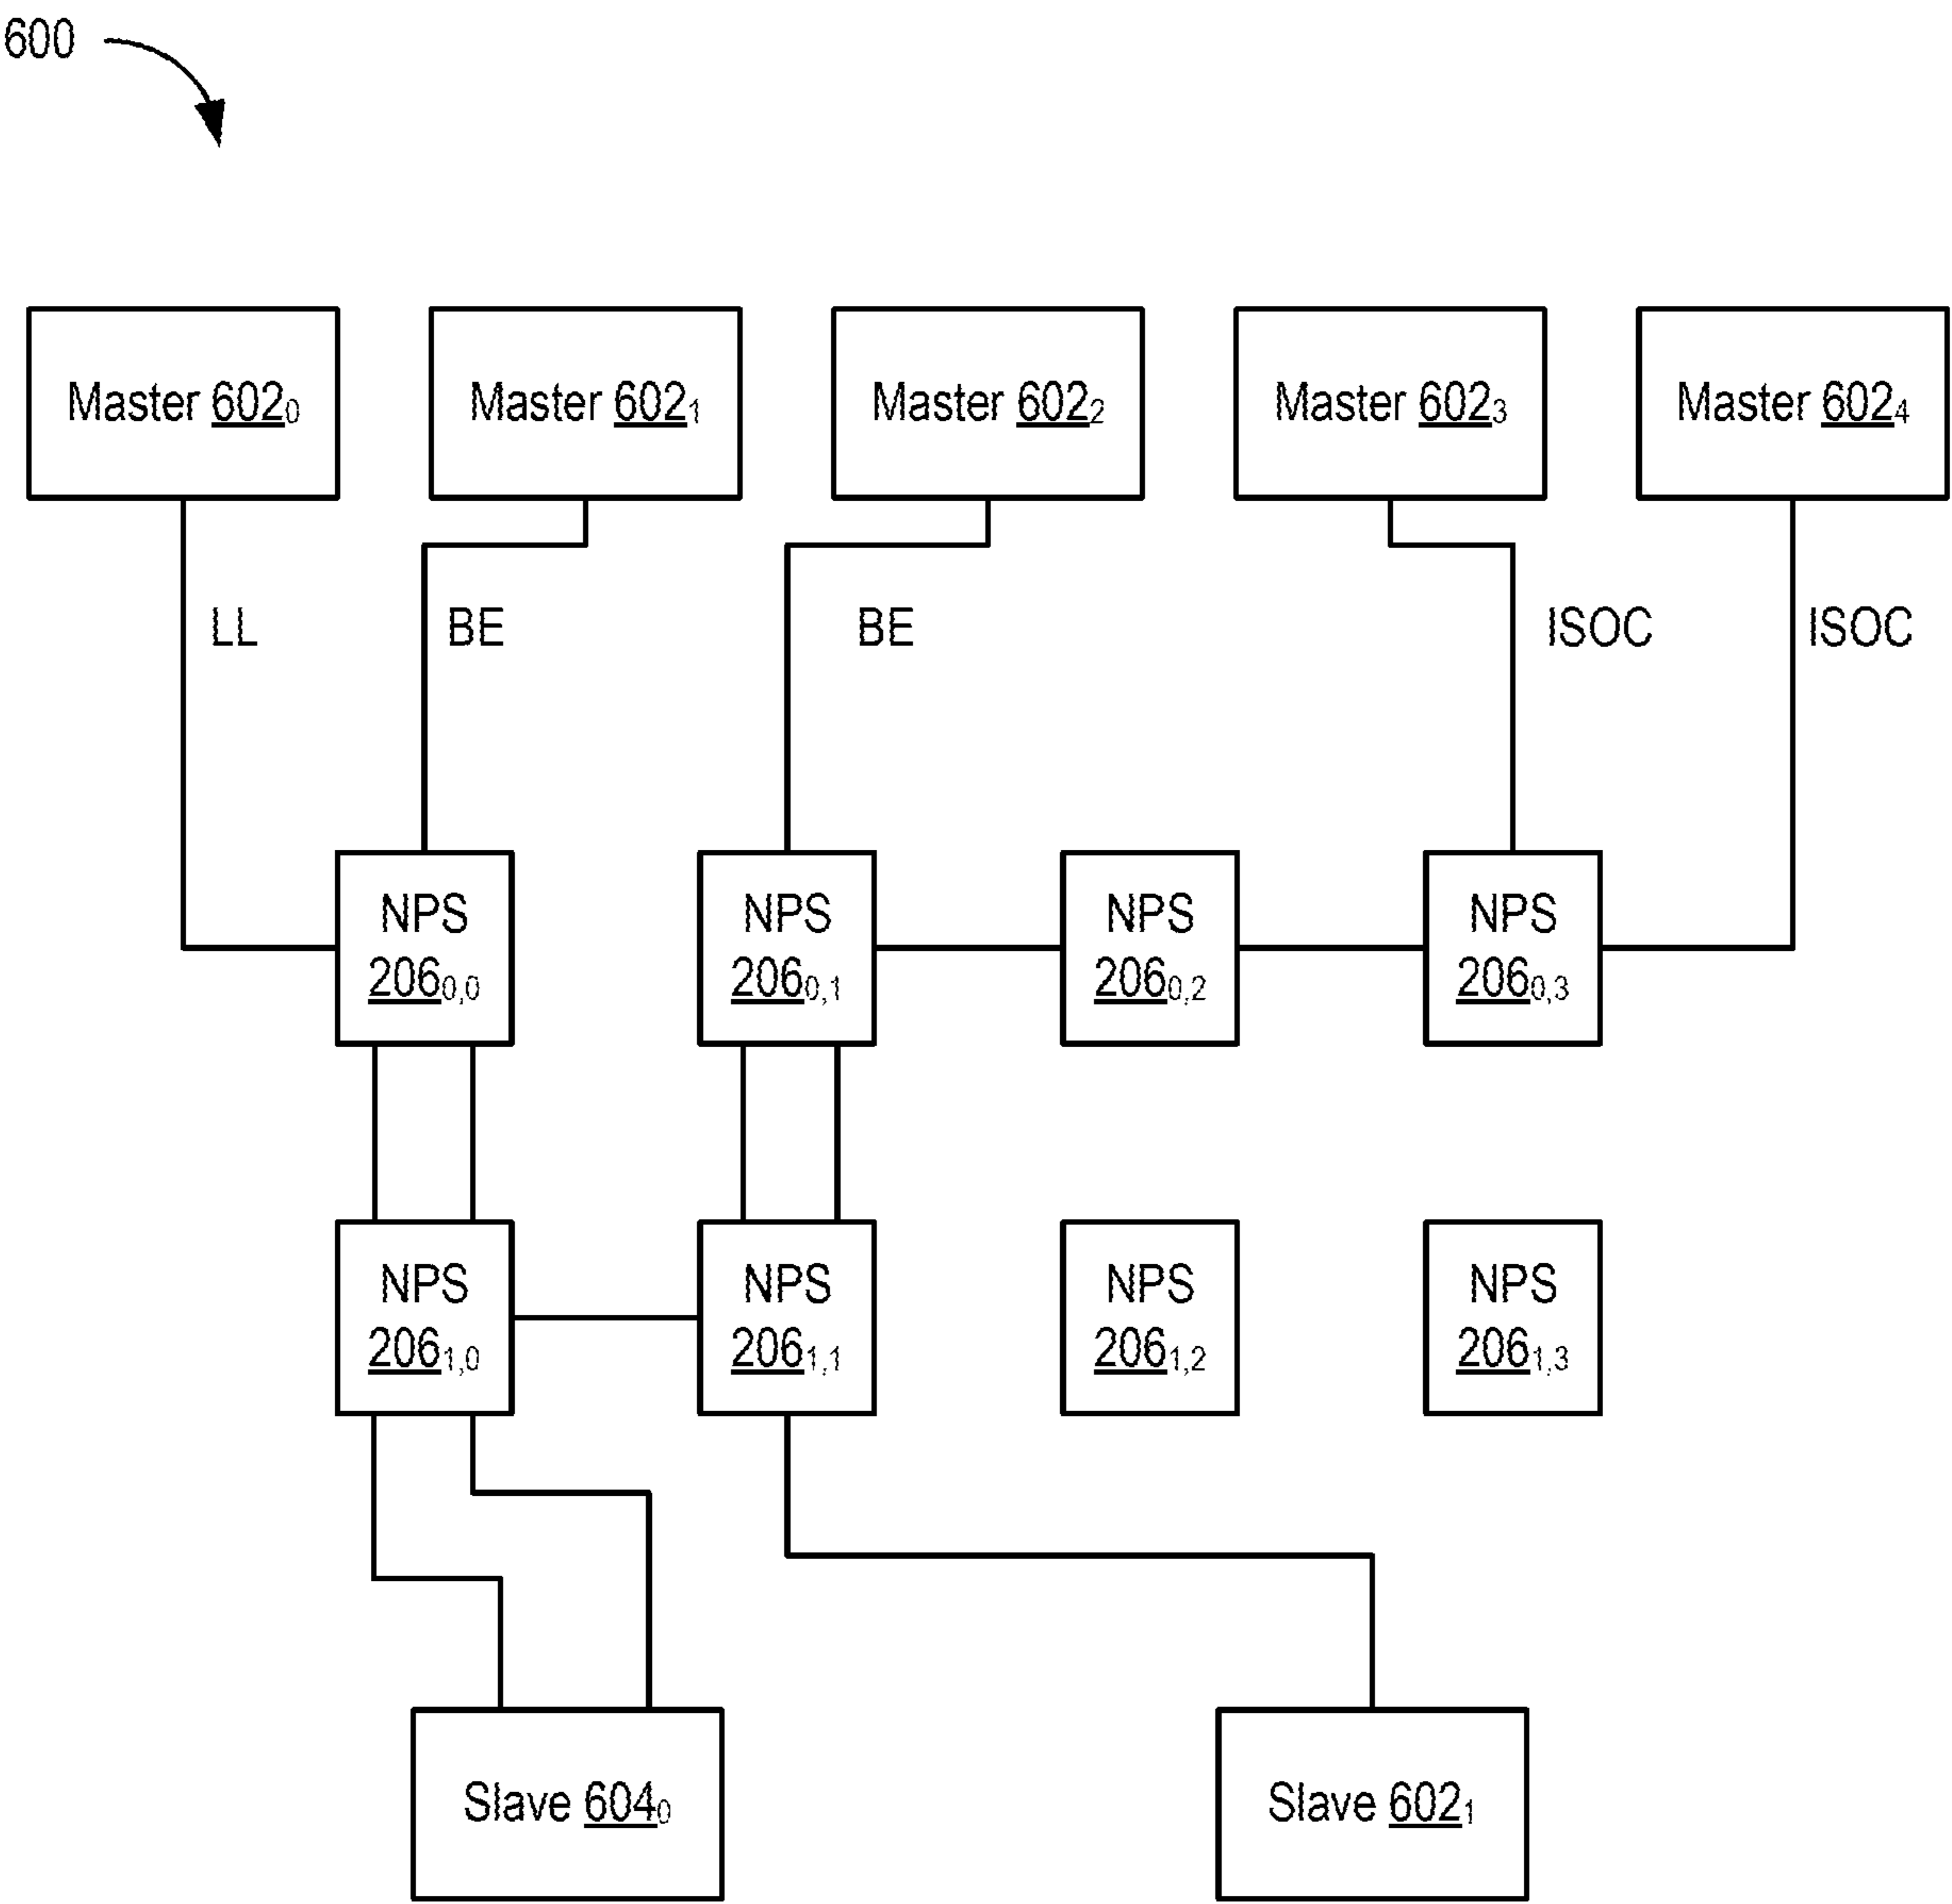 600
Master 602₀
Master 602₁
Master 602₂
Master 602₃
Master 602₄
LL
BE
BE
ISOC
ISOC
NPS
206₀,₀
NPS
206₀,₁
NPS
206₀,₂
NPS
206₀,₃
NPS
206₁,₀
NPS
206₁,₁
NPS
206₁,₂
NPS
206₁,₃
Slave 604₀
Slave 602₁